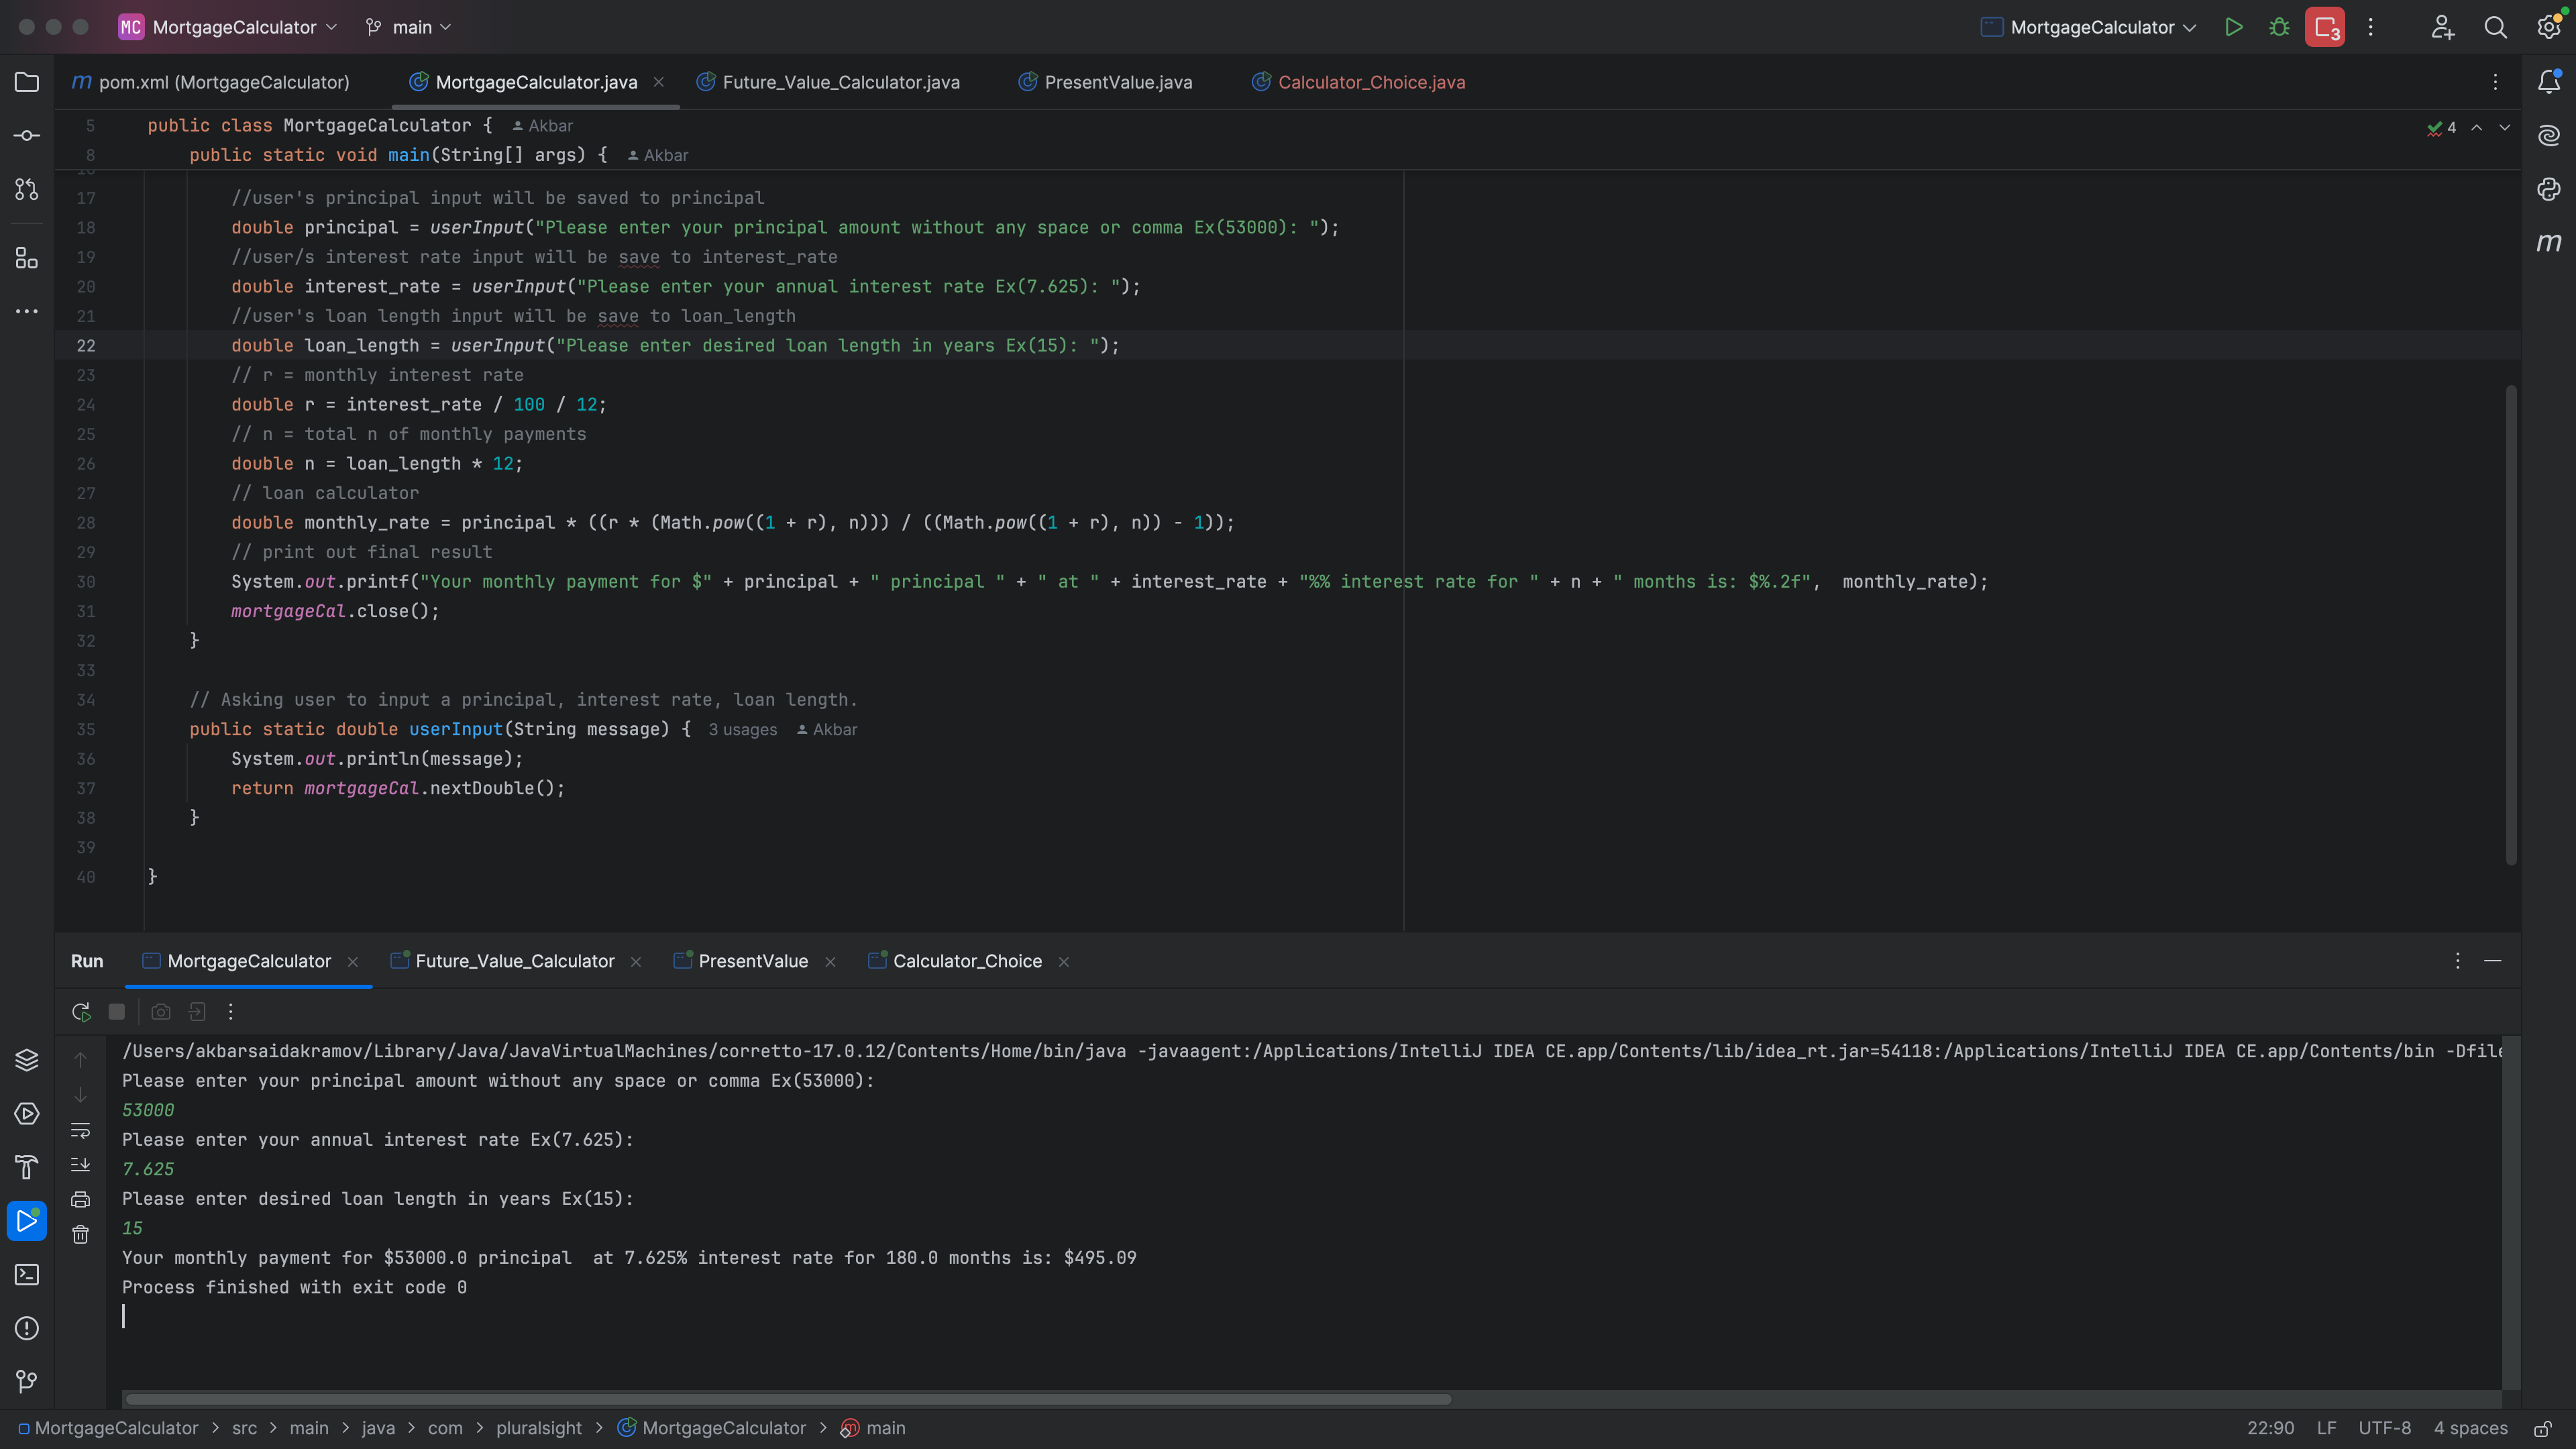 MC MortgageCalculator main MortgageCalculator 3
pom.xml (MortgageCalculator) MortgageCalculator.java Future_Value_Calculator.java PresentValue.java Calculator_Choice.java
5 public class MortgageCalculator { Akbar 4
8 public static void main(String[] args) { Akbar
17 //user's principal input will be saved to principal
18 double principal = userInput("Please enter your principal amount without any space or comma Ex(53000): ");
19 //user/s interest rate input will be save to interest_rate
20 double interest_rate = userInput("Please enter your annual interest rate Ex(7.625): ");
21 //user's loan length input will be save to loan_length
22 double loan_length = userInput("Please enter desired loan length in years Ex(15): ");
23 // r = monthly interest rate
24 double r = interest_rate / 100 / 12;
25 // n = total n of monthly payments
26 double n = loan_length * 12;
27 // loan calculator
28 double monthly_rate = principal * ((r * (Math.pow((1 + r), n))) / ((Math.pow((1 + r), n)) - 1));
29 // print out final result
30 System.out.printf("Your monthly payment for $" + principal + " principal " + " at " + interest_rate + "%% interest rate for " + n + " months is: $%.2f",  monthly_rate);
31 mortgageCal.close();
32 }
33
34 // Asking user to input a principal, interest rate, loan length.
35 public static double userInput(String message) { 3 usages Akbar
36 System.out.println(message);
37 return mortgageCal.nextDouble();
38 }
39
40 }
Run MortgageCalculator Future_Value_Calculator PresentValue Calculator_Choice
/Users/akbarsaidakramov/Library/Java/JavaVirtualMachines/corretto-17.0.12/Contents/Home/bin/java -javaagent:/Applications/IntelliJ IDEA CE.app/Contents/lib/idea_rt.jar=54118:/Applications/IntelliJ IDEA CE.app/Contents/bin -Dfile
Please enter your principal amount without any space or comma Ex(53000):
53000
Please enter your annual interest rate Ex(7.625):
7.625
Please enter desired loan length in years Ex(15):
15
Your monthly payment for $53000.0 principal  at 7.625% interest rate for 180.0 months is: $495.09
Process finished with exit code 0
MortgageCalculator > src > main > java > com > pluralsight > MortgageCalculator > main 22:90 LF UTF-8 4 spaces